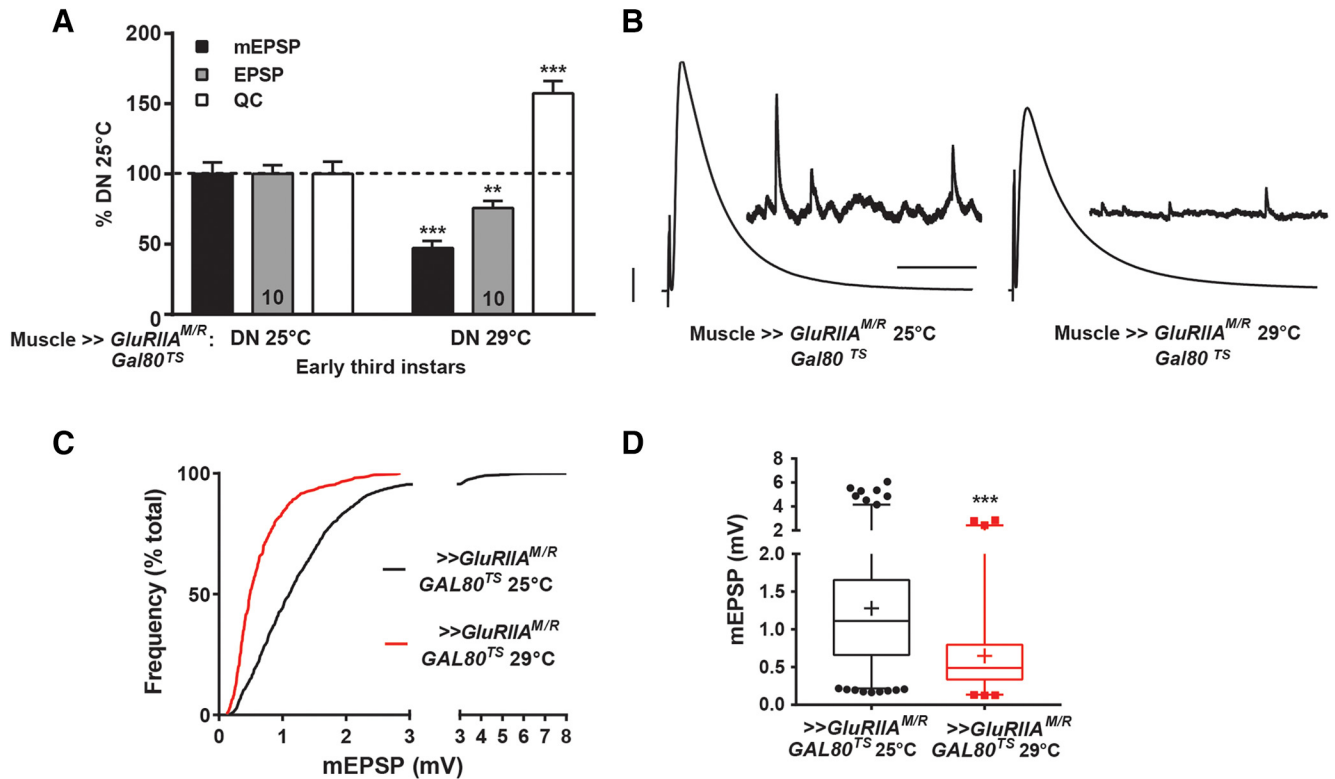 A
200
150
100
50
0
% DN 25°C
mEPSP
EPSP
QC
***
**
***
10
10
Muscle >> GluRIIA^M/R :
Gal80^TS
DN 25°C
DN 29°C
Early third instars
B
Muscle >> GluRIIA^M/R 25°C
Gal80 ^TS
Muscle >> GluRIIA^M/R 29°C
Gal80 ^TS
C
100
50
0
Frequency (% total)
>>GluRIIA^M/R
GAL80^TS 25°C
>>GluRIIA^M/R
GAL80^TS 29°C
0 1 2 3 3 4 5 6 7 8
mEPSP (mV)
D
8
6
4
2
2.0
1.5
1.0
0.5
0.0
mEPSP (mV)
***
>>GluRIIA^M/R
GAL80^TS 25°C
>>GluRIIA^M/R
GAL80^TS 29°C